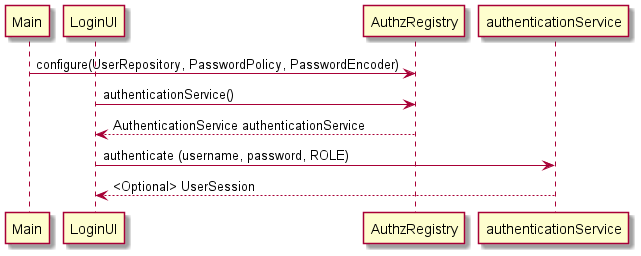 Main LoginUI AuthzRegistry authenticationService
configure(UserRepository, PasswordPolicy, PasswordEncoder)
authenticationService()
AuthenticationService authenticationService
authenticate (username, password, ROLE)
<Optional> UserSession
Main LoginUI AuthzRegistry authenticationService